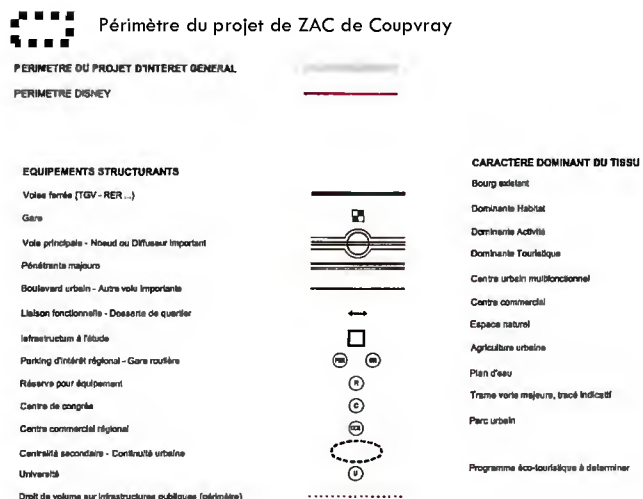 Périmètre du projet de ZAC de Coupvray
PERIMETRE DU PROJET D'INTERET GENERAL
PERIMETRE DISNEY
EQUIPEMENTS STRUCTURANTS
Voies ferrée (TGV - RER ...)
Gare
Voie principale - Noeud ou Diffuseur important
Pénétrante majeure
Boulevard urbain - Autre voie importante
Liaison fonctionnelle - Desserte de quartier
Infrastructure à l'étude
Parking d'intérêt régional - Gare routière
PIR GR
Réserve pour équipement
R
Centre de congrès
C
Centre commercial régional
CCR
Centralité secondaire - Continuité urbaine
Université
U
Droit de volume sur infrastructures publiques (périmètre)
CARACTERE DOMINANT DU TISSU
Bourg existant
Dominante Habitat
Dominante Activité
Dominante Touristique
Centre urbain multifonctionnel
Centre commercial
Espace naturel
Agriculture urbaine
Plan d'eau
Trame verte majeure, tracé indicatif
Parc urbain
Programme éco-touristique à déterminer